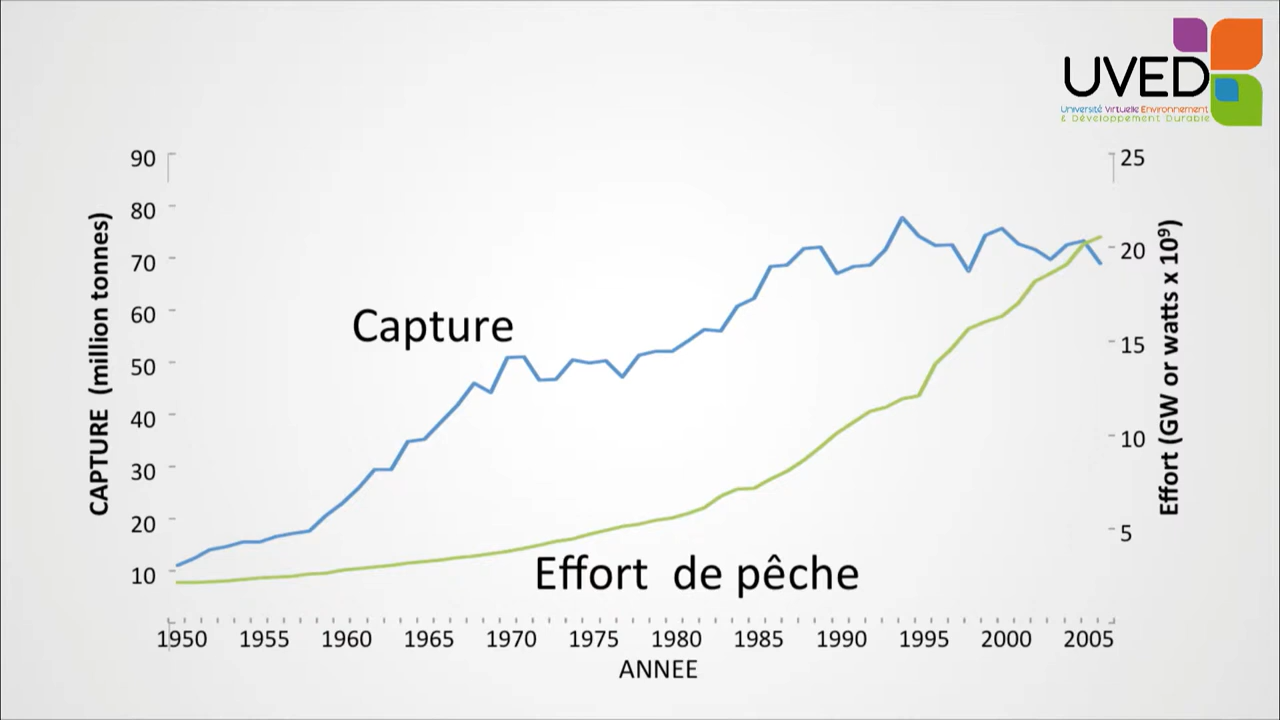 UVED
Université Virtuelle Environnement
& Développement Durable
90
80
70
60
50
40
30
20
10
CAPTURE (million tonnes)
25
20
15
10
5
Effort (GW or watts x 10⁹)
Capture
Effort de pêche
1950 1955 1960 1965 1970 1975 1980 1985 1990 1995 2000 2005
ANNEE